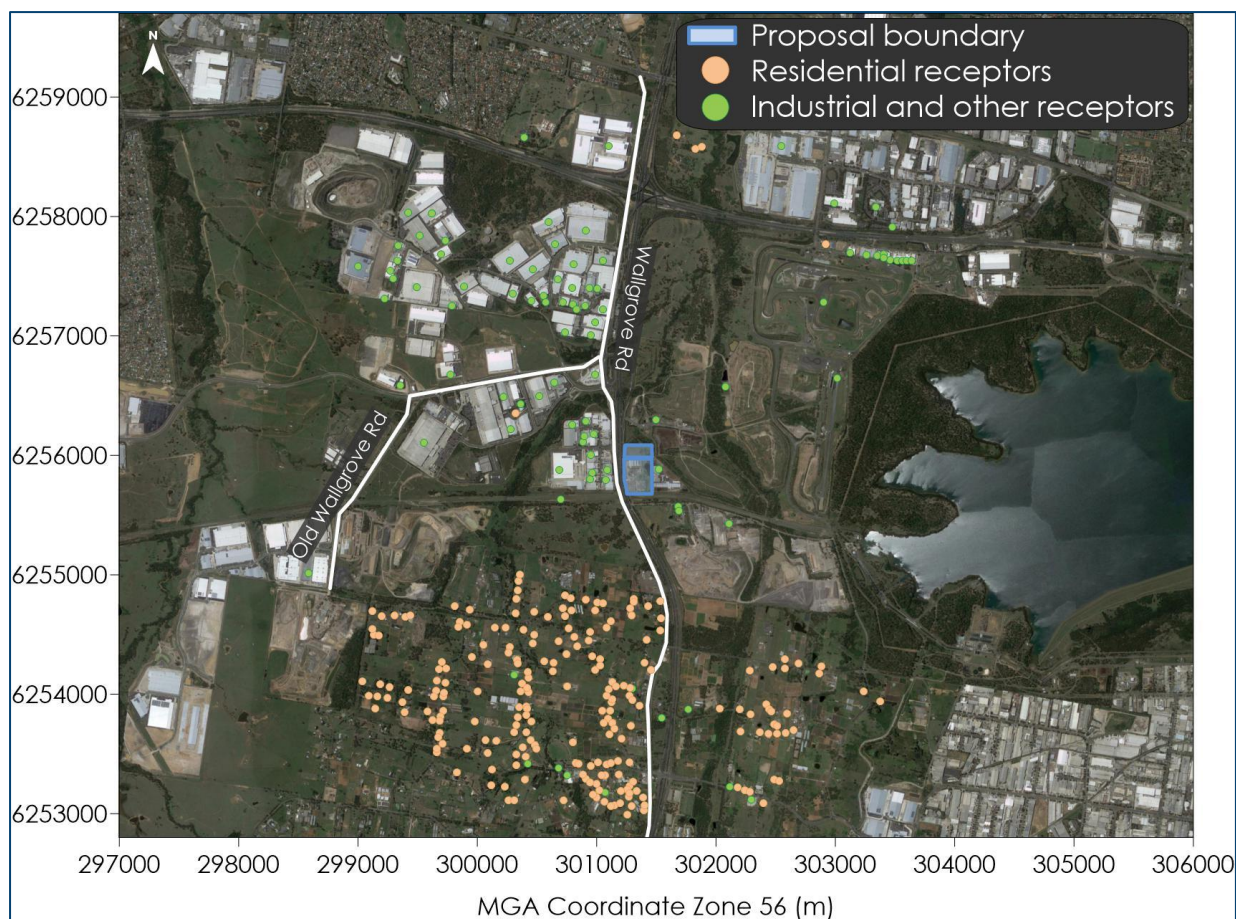 N
Proposal boundary
Residential receptors
Industrial and other receptors
6259000
6258000
6257000
6256000
6255000
6254000
6253000
Wallgrove Rd
Old Wallgrove Rd
297000 298000 299000 300000 301000 302000 303000 304000 305000 306000
MGA Coordinate Zone 56 (m)